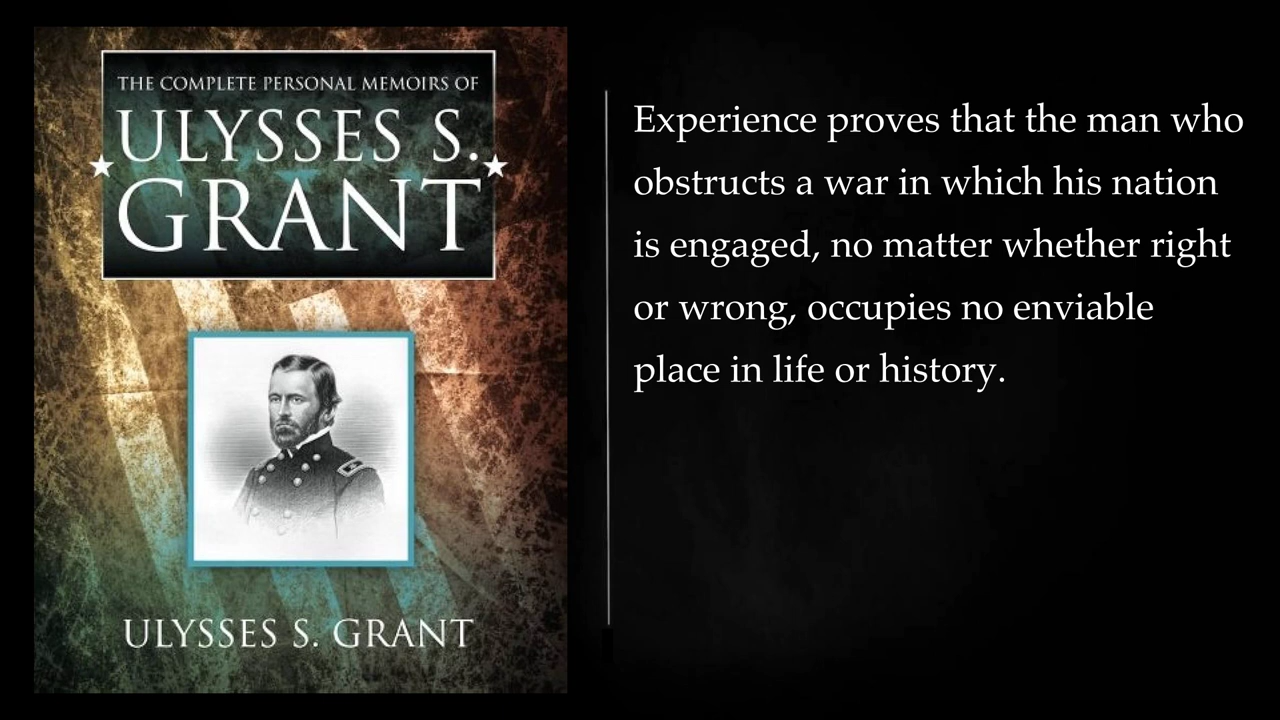 THE COMPLETE PERSONAL MEMOIRS OF
ULYSSES S.
GRANT
ULYSSES S. GRANT
Experience proves that the man who
obstructs a war in which his nation
is engaged, no matter whether right
or wrong, occupies no enviable
place in life or history.